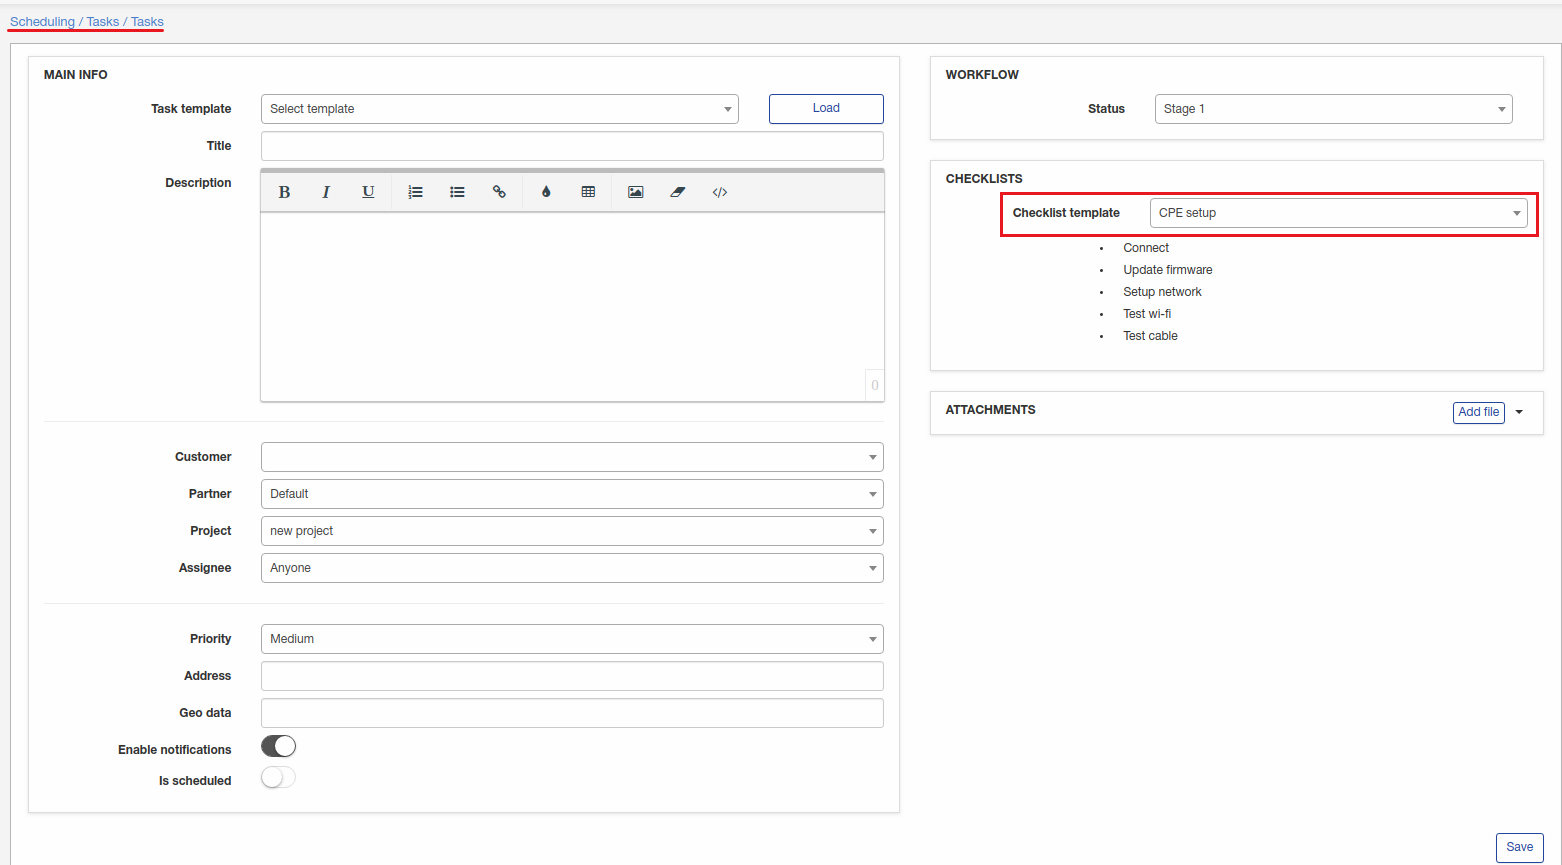 Scheduling / Tasks / Tasks
MAIN INFO
Task template
Select template
Load
Title
Description
B I U </>
0
Customer
Partner
Default
Project
new project
Assignee
Anyone
Priority
Medium
Address
Geo data
Enable notifications
Is scheduled
WORKFLOW
Status
Stage 1
CHECKLISTS
Checklist template
CPE setup
• Connect
• Update firmware
• Setup network
• Test wi-fi
• Test cable
ATTACHMENTS
Add file
Save